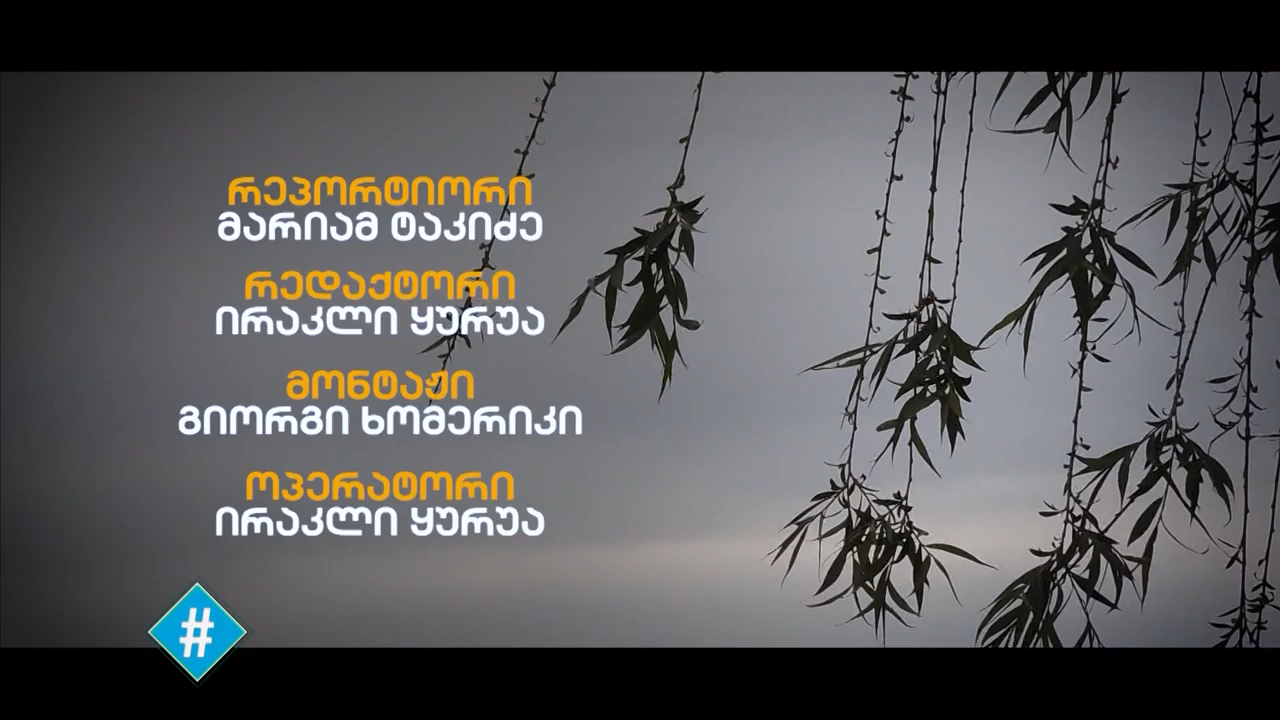 რეპორტიორი
მარიამ ტაკიძე
რედაქტორი
ირაკლი ყურუა
მონტაჟი
გიორგი ხომერიკი
ოპერატორი
ირაკლი ყურუა
#